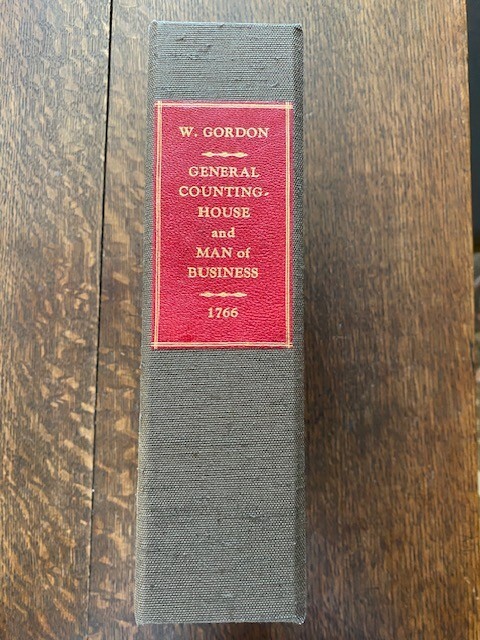 W. GORDON
GENERAL
COUNTING-
HOUSE
and
MAN of
BUSINESS
1766